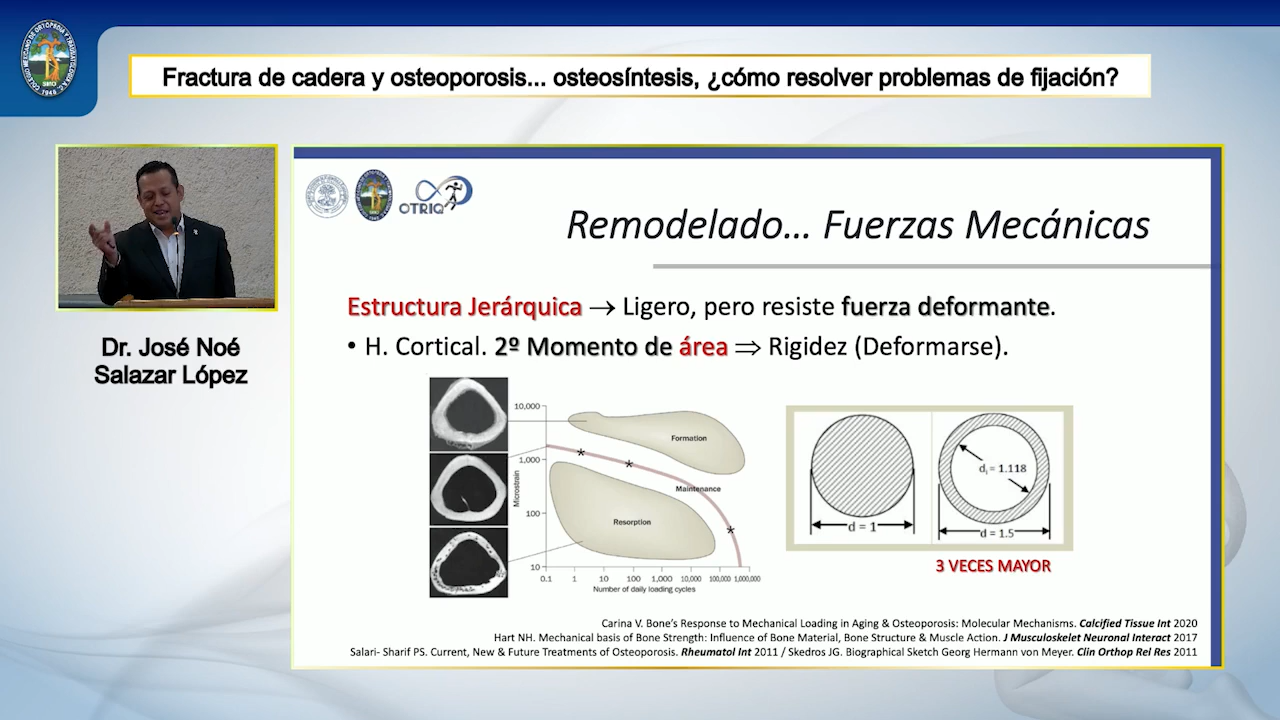 Fractura de cadera y osteoporosis... osteosíntesis, ¿cómo resolver problemas de fijación?
Dr. José Noé
Salazar López
OTRIQ
Remodelado... Fuerzas Mecánicas
Estructura Jerárquica → Ligero, pero resiste fuerza deformante.
• H. Cortical. 2º Momento de área ⇒ Rigidez (Deformarse).
10,000
1,000
100
10
Microstrain
Formation
Maintenance
Resorption
0.1 1 10 100 1,000 10,000 100,000 1,000,000
Number of daily loading cycles
d = 1
d₁ = 1.118
d = 1.5
3 VECES MAYOR
Carina V. Bone's Response to Mechanical Loading in Aging & Osteoporosis: Molecular Mechanisms. Calcified Tissue Int 2020
Hart NH. Mechanical basis of Bone Strength: Influence of Bone Material, Bone Structure & Muscle Action. J Musculoskelet Neuronal Interact 2017
Salari- Sharif PS. Current, New & Future Treatments of Osteoporosis. Rheumatol Int 2011 / Skedros JG. Biographical Sketch Georg Hermann von Meyer. Clin Orthop Rel Res 2011